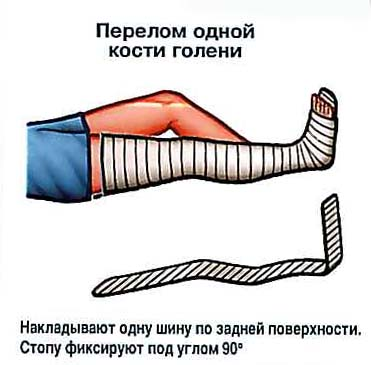 Перелом одной
кости голени
Накладывают одну шину по задней поверхности.
Стопу фиксируют под углом 90°